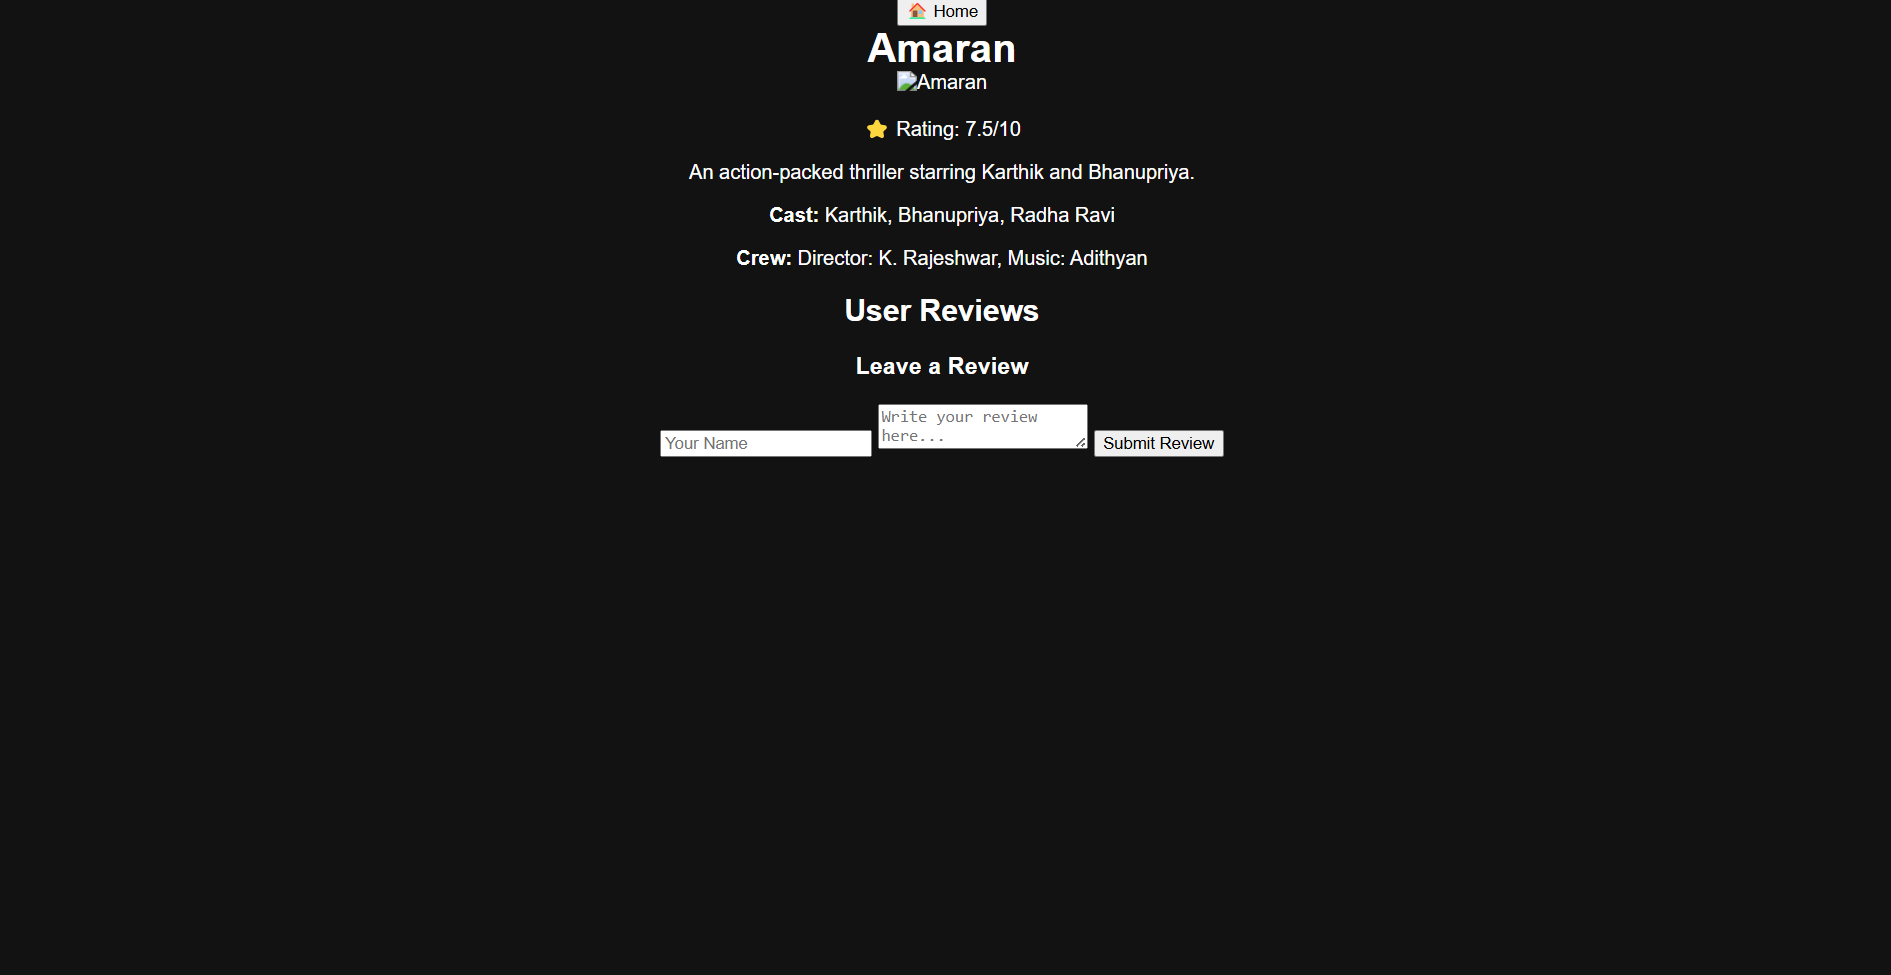 🏠 Home
Amaran
Amaran
⭐ Rating: 7.5/10
An action-packed thriller starring Karthik and Bhanupriya.
Cast: Karthik, Bhanupriya, Radha Ravi
Crew: Director: K. Rajeshwar, Music: Adithyan
User Reviews
Leave a Review
Your Name
Write your review
here...
Submit Review